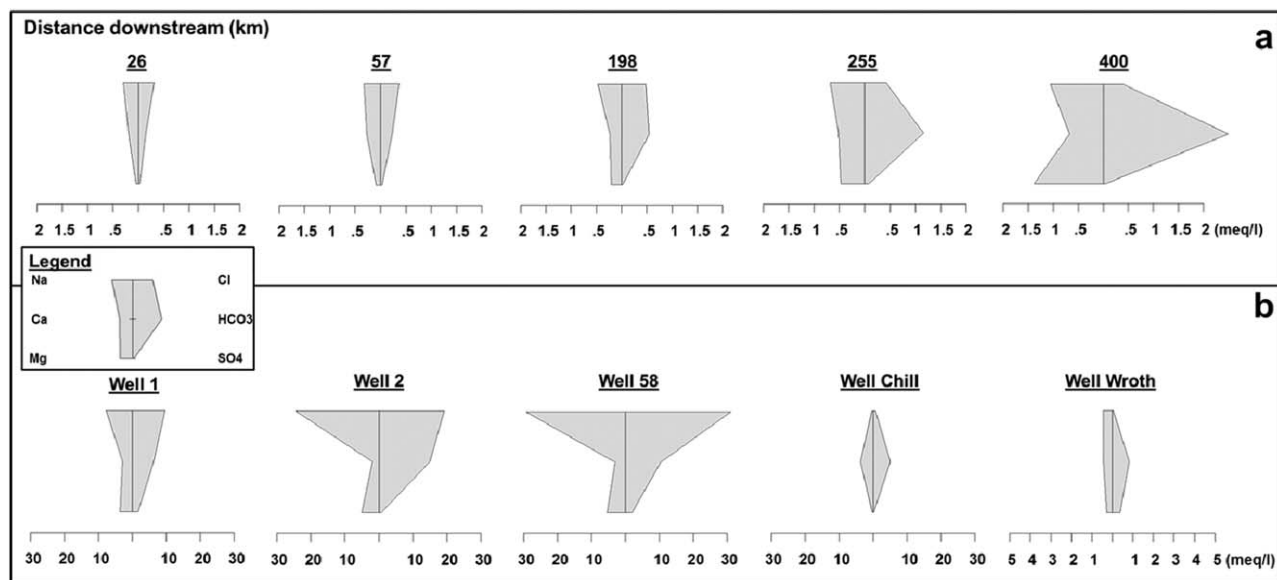 Distance downstream (km)
a
26 57 198 255 400
2 1.5 1 .5 .5 1 1.5 2 2 1.5 1 .5 .5 1 1.5 2 2 1.5 1 .5 .5 1 1.5 2 2 1.5 1 .5 .5 1 1.5 2 2 1.5 1 .5 .5 1 1.5 2 (meq/l)
Legend
Na Cl
Ca HCO3
Mg SO4
b
Well 1 Well 2 Well 58 Well Chill Well Wroth
30 20 10 10 20 30 30 20 10 10 20 30 30 20 10 10 20 30 30 20 10 10 20 30 5 4 3 2 1 1 2 3 4 5 (meq/l)